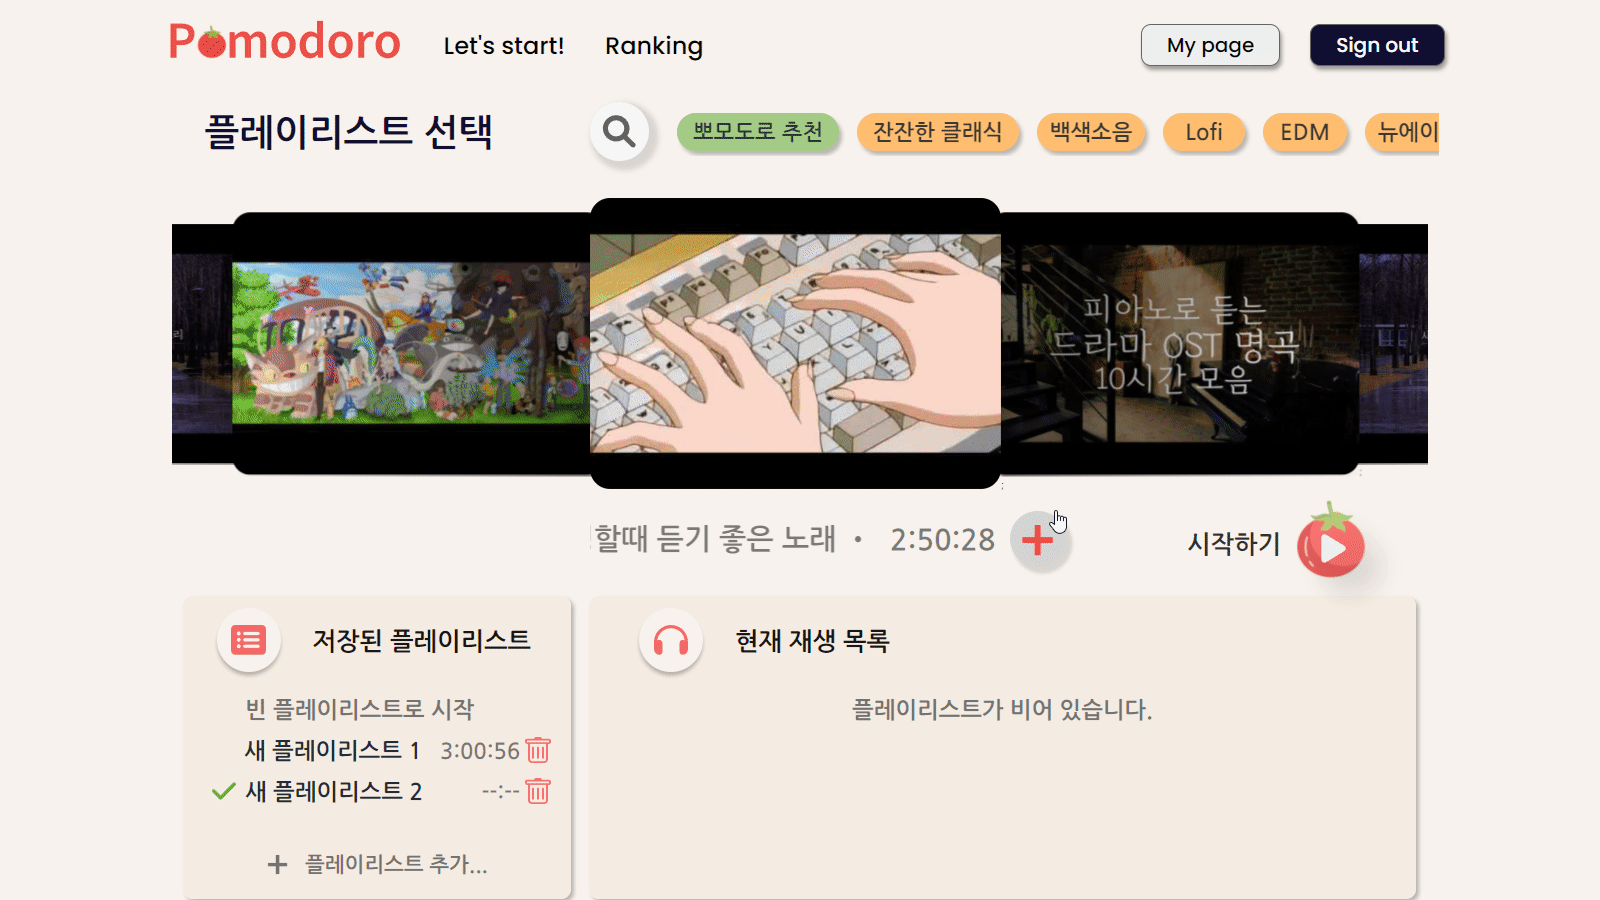 Pomodoro
Let's start!
Ranking
My page
Sign out
플레이리스트 선택
뽀모도로 추천
잔잔한 클래식
백색소음
Lofi
EDM
뉴에이
리
피아노로 듣는
드라마 OST 명곡
10시간 모음
할때 듣기 좋은 노래 • 2:50:28
시작하기
저장된 플레이리스트
빈 플레이리스트로 시작
새 플레이리스트 1 3:00:56
새 플레이리스트 2 --:--
+ 플레이리스트 추가...
현재 재생 목록
플레이리스트가 비어 있습니다.